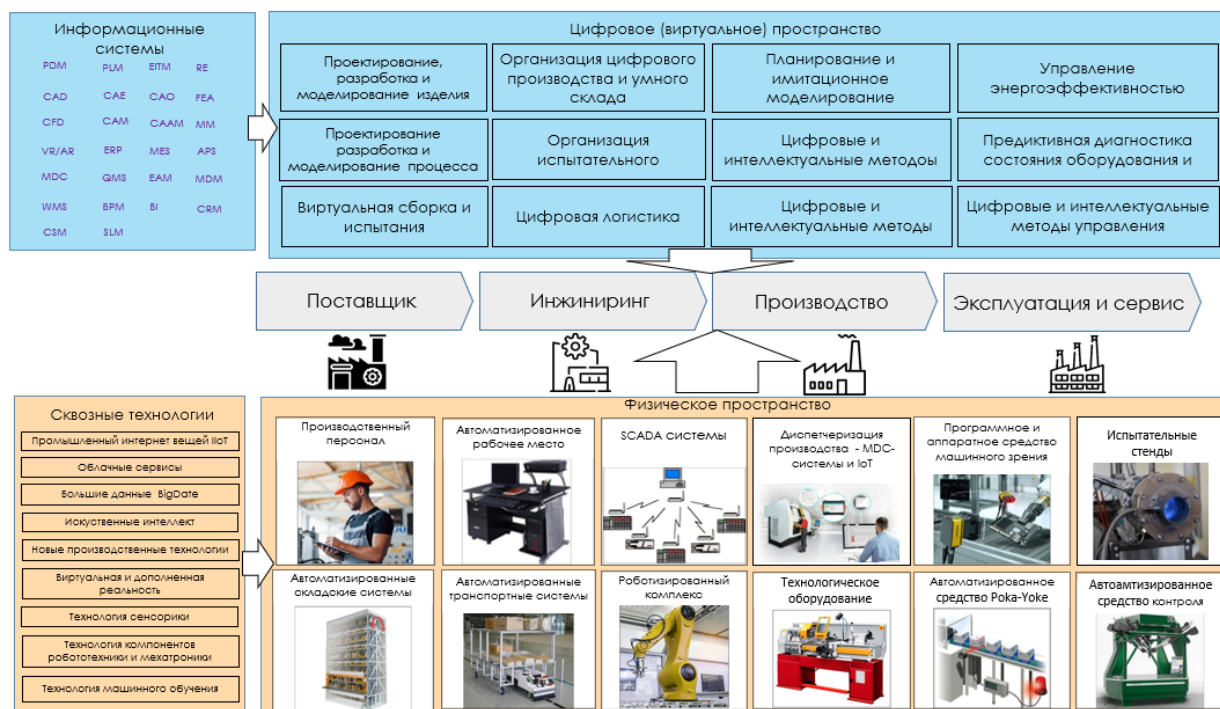 Информационные
системы
PDM PLM EITM RE
CAD CAE CAO FEA
CFD CAM CAAM MM
VR/AR ERP MES APS
MDC QMS EAM MDM
WMS BPM BI CRM
CSM SLM
Цифровое (виртуальное) пространство
Проектирование,
разработка и
моделирование изделия
Организация цифрового
производства и умного
склада
Планирование и
имитационное
моделирование
Управление
энергоэффективностью
Проектирование
разработка и
моделирование процесса
Организация
испытательного
Цифровые и
интеллектуальные методоы
Предиктивная диагностика
состояния оборудования и
Виртуальная сборка и
испытания
Цифровая логистика
Цифровые и
интеллектуальные методы
Цифровые и интеллектуальные
методы управления
Поставщик
Инжиниринг
Производство
Эксплуатация и сервис
Сквозные технологии
Промышленный интернет вещей IIoT
Облачные сервисы
Большие данные BigDate
Искуственные интеллект
Новые производственные технологии
Виртуальная и дополненная
реальность
Технология сенсорики
Технология компонентов
робототехники и мехатроники
Технология машинного обучения
Физическое пространство
Производственный
персонал
Автоматизированное
рабочее место
SCADA системы
Диспетчеризация
производства - MDC-
системы и IoT
Программное и
аппаратное средство
машинного зрения
Испытательные
стенды
Автоматизированные
складские системы
Автоматизированные
транспортные системы
Роботизированный
комплекс
Технологическое
оборудование
Автоматизированное
средство Poka-Yoke
Автоамтизированное
средство контроля